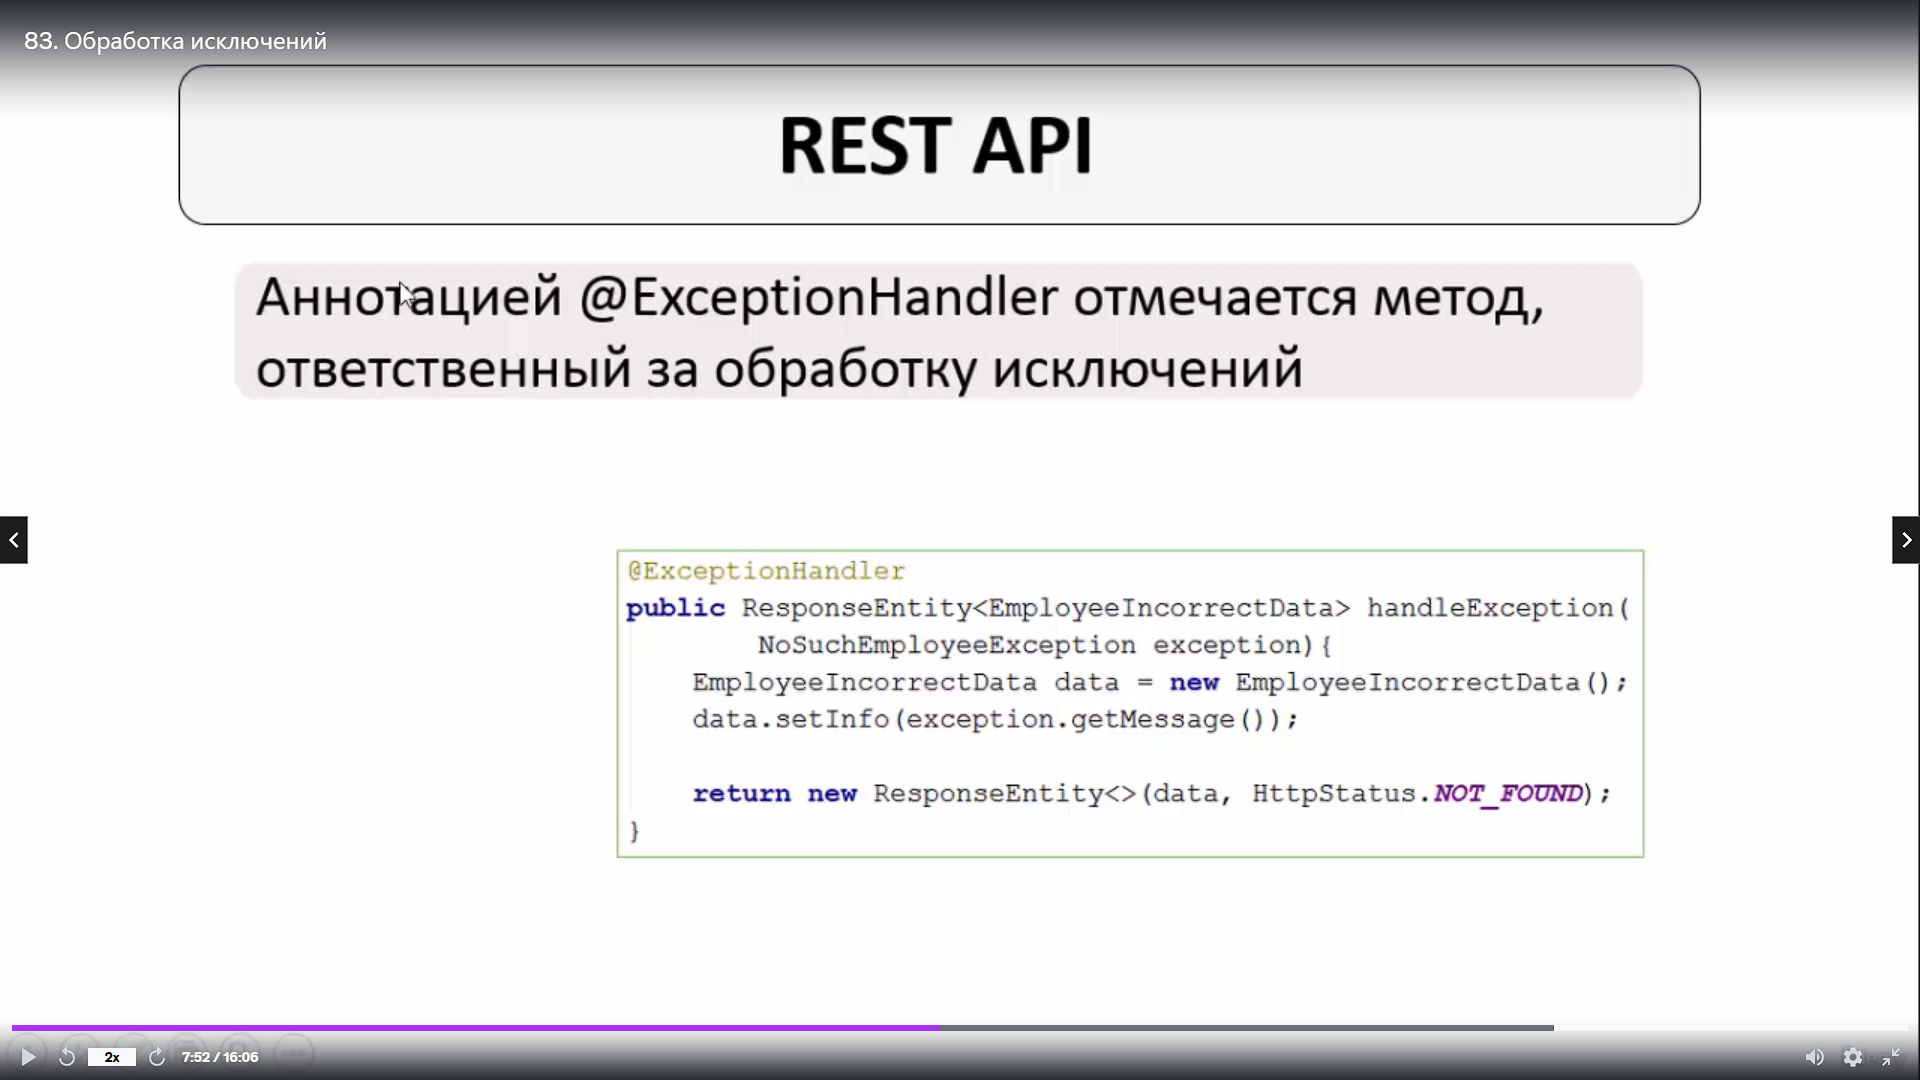 83. Обработка исключений
REST API
Аннотацией @ExceptionHandler отмечается метод,
ответственный за обработку исключений
@ExceptionHandler
public ResponseEntity<EmployeeIncorrectData> handleException(
NoSuchEmployeeException exception){
EmployeeIncorrectData data = new EmployeeIncorrectData();
data.setInfo(exception.getMessage());
return new ResponseEntity<>(data, HttpStatus.NOT_FOUND);
}
2x
7:52 / 16:06